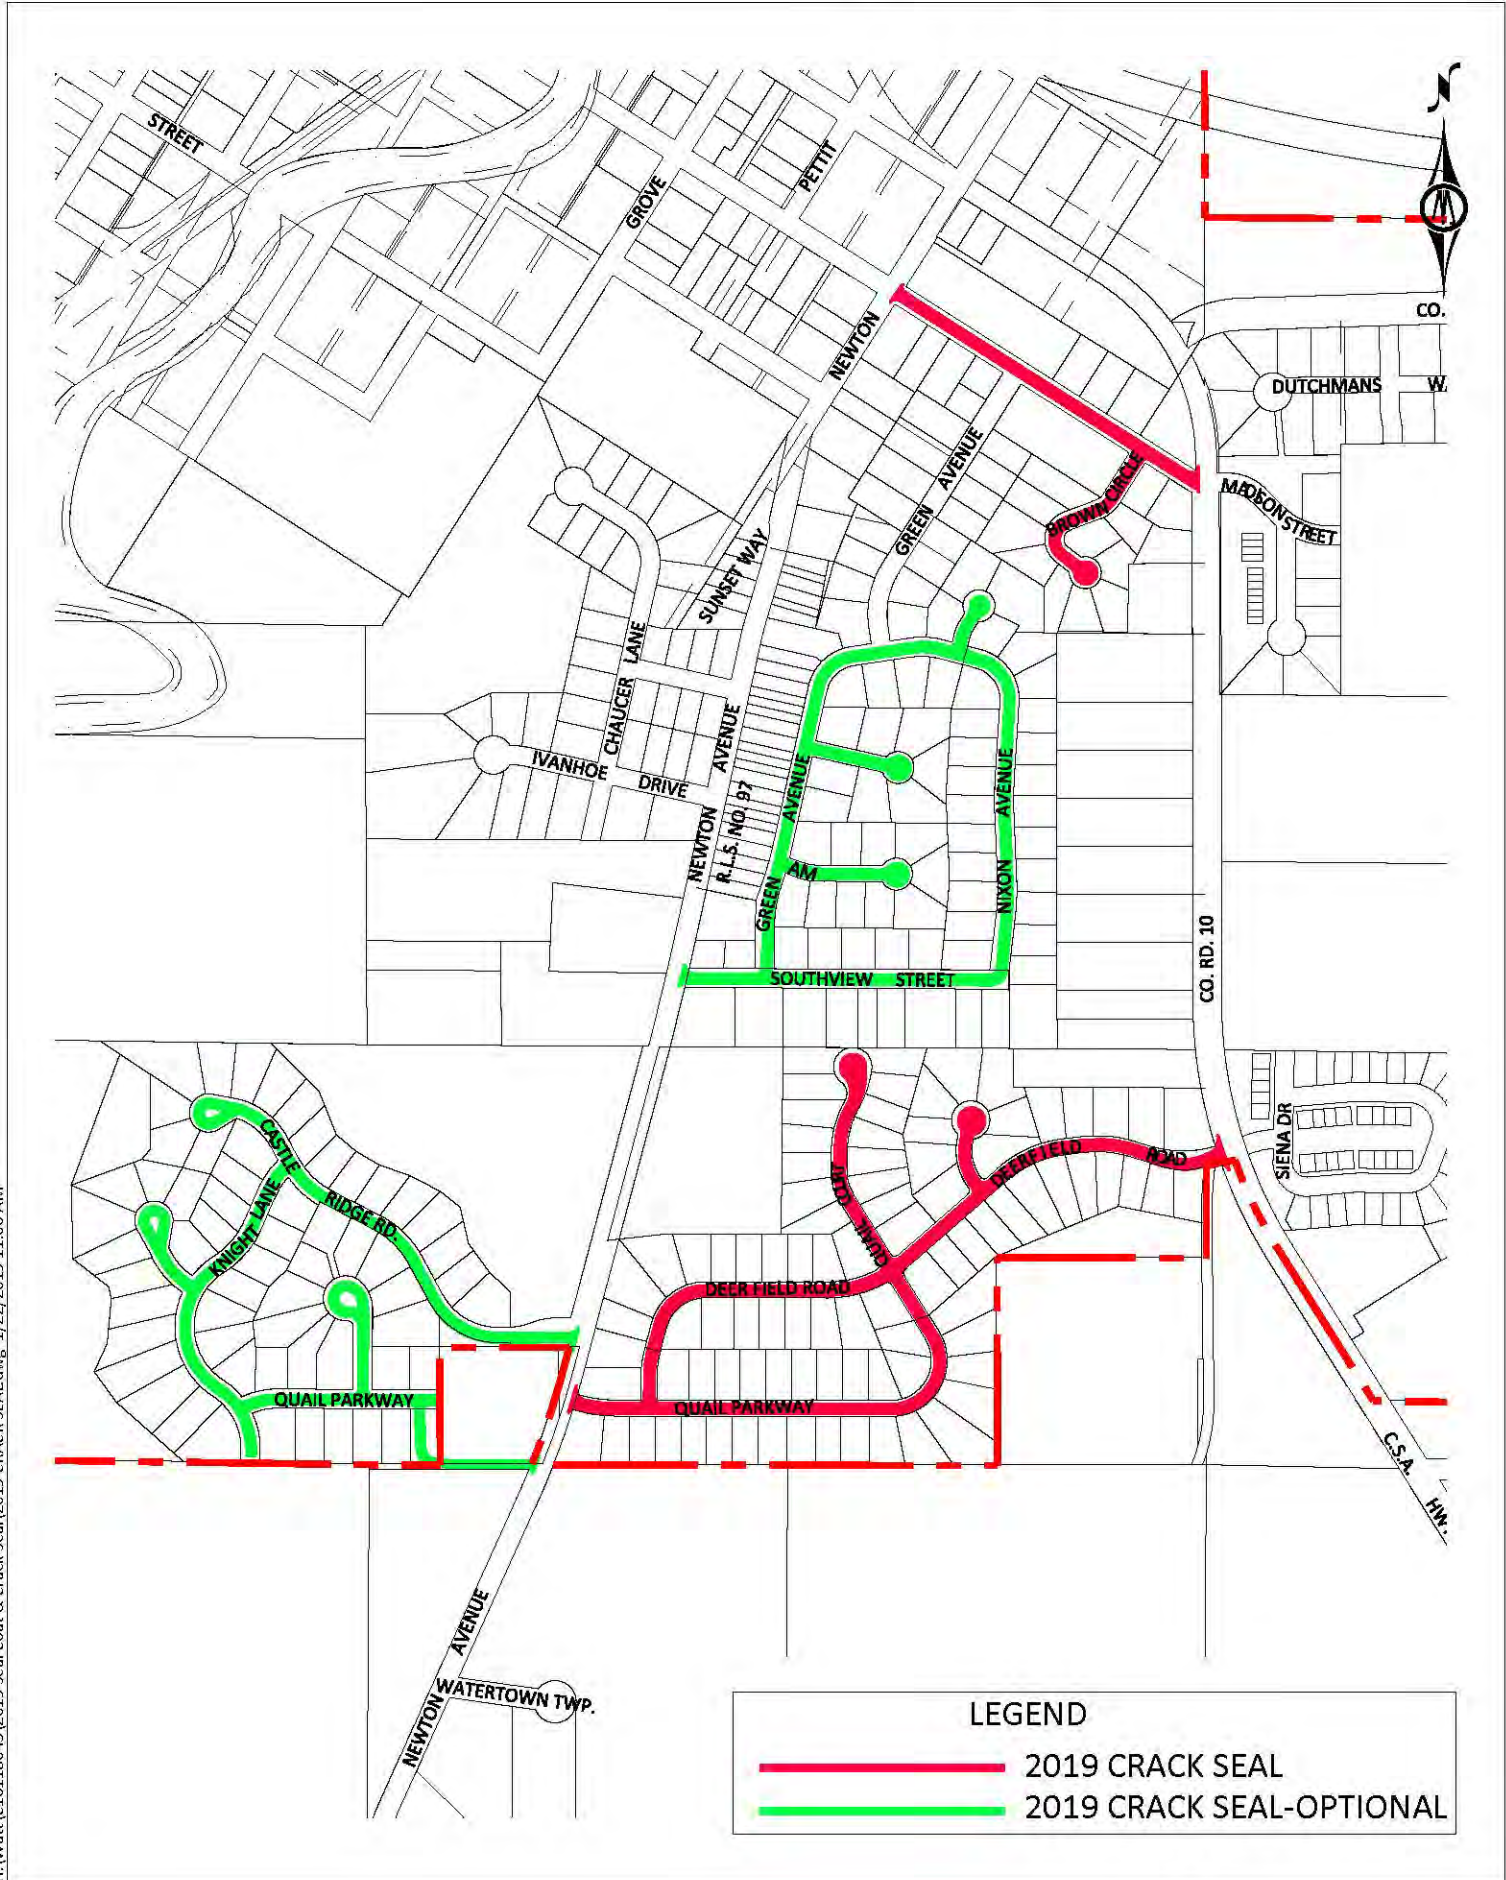 N
STREET
PETTIT
GROVE
CO.
NEWTON
DUTCHMANS W.
GREEN AVENUE
BROWN CIRCLE
STREET
SUNSET WAY
CHAUCER LANE
IVANHOE DRIVE
NEWTON AVENUE
R.L.S. NO. 97
GREEN AVENUE
AM
NIXON AVENUE
SOUTHVIEW STREET
CO. RD. 10
CASTLE RIDGE RD.
KNIGHT LANE
QUAIL COURT
DEERFIELD ROAD
SIENA DR
DEER FIELD ROAD
QUAIL PARKWAY
QUAIL PARKWAY
C.S.A. HW.
NEWTON AVENUE
WATERTOWN TWP.
LEGEND
2019 CRACK SEAL
2019 CRACK SEAL-OPTIONAL